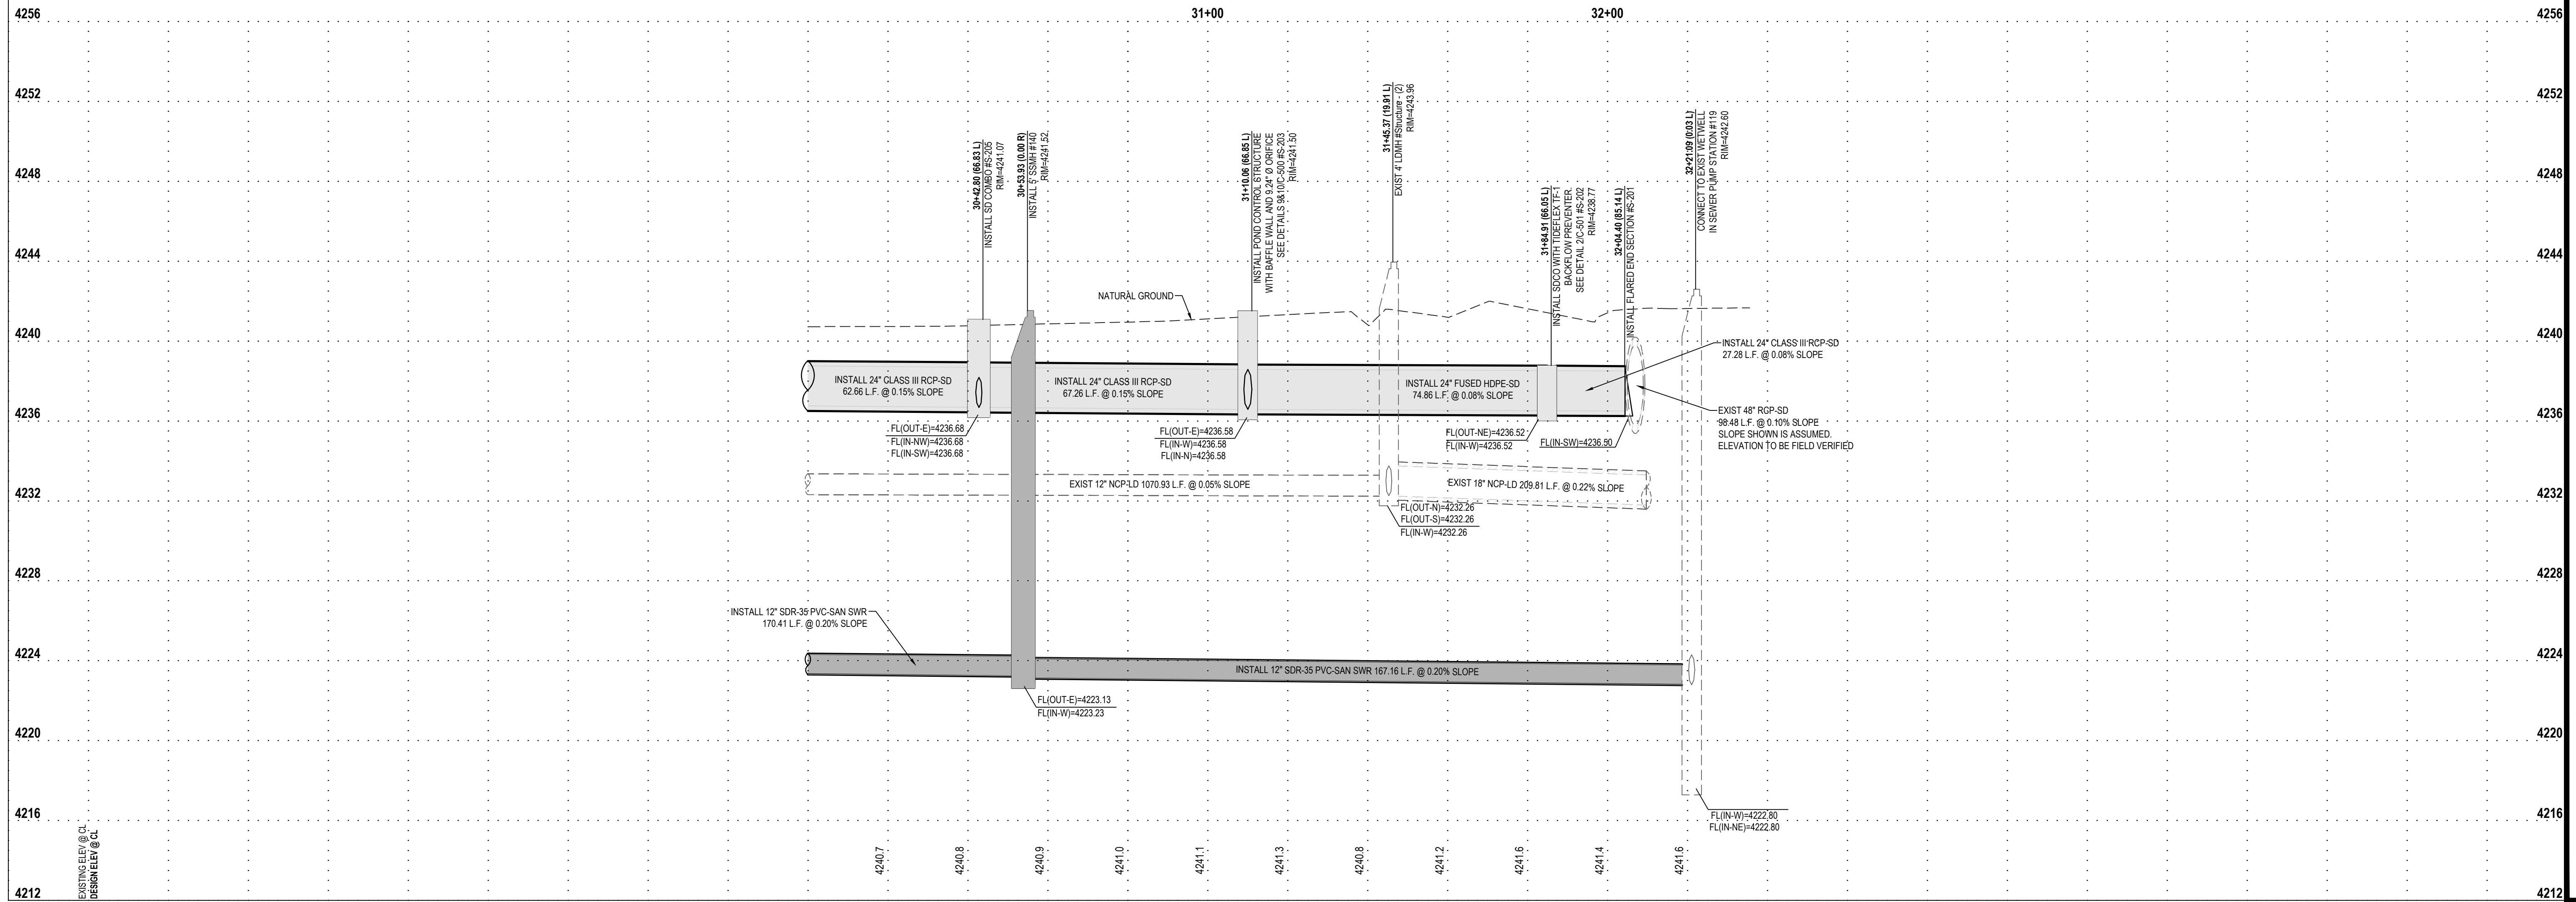 31+00
32+00
4256
4256
4252
4252
4248
4248
4244
4244
4240
4240
4236
4236
4232
4232
4228
4228
4224
4224
4220
4220
4216
4216
4212
4212
30+42.80 (66.83 L)
INSTALL SD COMBO #S-205
RIM=4241.07
30+53.93 (0.00 R)
INSTALL 5' SSMH #140
RIM=4241.52
31+10.06 (66.85 L)
INSTALL POND CONTROL STRUCTURE
WITH BAFFLE WALL AND 9.24" Ø ORIFICE
SEE DETAILS 9&10/C-500 #S-203
RIM=4241.50
31+45.37 (19.91 L)
EXIST 4' LDMH #Structure - (2)
RIM=4243.96
31+84.91 (66.05 L)
INSTALL SDCO WITH TIDEFLEX TF-1
BACKFLOW PREVENTER.
SEE DETAIL 2/C-501 #S-202
RIM=4238.77
32+04.40 (85.14 L)
INSTALL FLARED END SECTION #S-201
32+21.09 (0.03 L)
CONNECT TO EXIST WETWELL
IN SEWER PUMP STATION #119
RIM=4242.60
NATURAL GROUND
INSTALL 24" CLASS III RCP-SD
62.66 L.F. @ 0.15% SLOPE
INSTALL 24" CLASS III RCP-SD
67.26 L.F. @ 0.15% SLOPE
INSTALL 24" FUSED HDPE-SD
74.86 L.F. @ 0.08% SLOPE
INSTALL 24" CLASS III RCP-SD
27.28 L.F. @ 0.08% SLOPE
EXIST 48" RCP-SD
98.48 L.F. @ 0.10% SLOPE
SLOPE SHOWN IS ASSUMED.
ELEVATION TO BE FIELD VERIFIED
FL(OUT-E)=4236.68
FL(IN-NW)=4236.68
FL(IN-SW)=4236.68
FL(OUT-E)=4236.58
FL(IN-W)=4236.58
FL(IN-N)=4236.58
FL(OUT-NE)=4236.52
FL(IN-W)=4236.52
FL(IN-SW)=4236.50
EXIST 12" NCP-LD 1070.93 L.F. @ 0.05% SLOPE
EXIST 18" NCP-LD 209.81 L.F. @ 0.22% SLOPE
FL(OUT-N)=4232.26
FL(OUT-S)=4232.26
FL(IN-W)=4232.26
INSTALL 12" SDR-35 PVC-SAN SWR
170.41 L.F. @ 0.20% SLOPE
INSTALL 12" SDR-35 PVC-SAN SWR 167.16 L.F. @ 0.20% SLOPE
FL(OUT-E)=4223.13
FL(IN-W)=4223.23
FL(IN-W)=4222.80
FL(IN-NE)=4222.80
EXISTING ELEV @ CL
DESIGN ELEV @ CL
4240.7
4240.8
4240.9
4241.0
4241.1
4241.3
4240.8
4241.2
4241.6
4241.4
4241.6